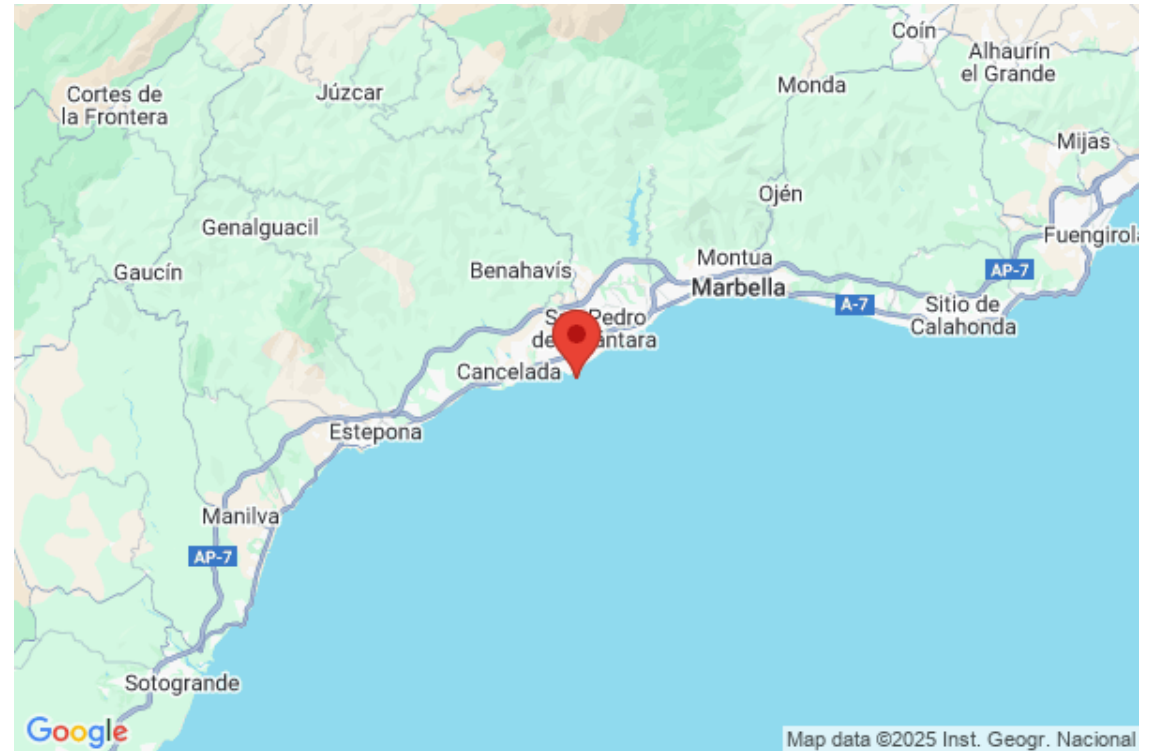 Coín
Alhaurín
el Grande
Monda
Júzcar
Cortes de
la Frontera
Mijas
Ojén
Genalguacil
Fuengirola
Montua
Benahavís
Gaucín
AP-7
Marbella
A-7
Sitio de
Calahonda
Pedro
Cancelada
Estepona
Manilva
AP-7
Sotogrande
Google
Map data ©2025 Inst. Geogr. Nacional